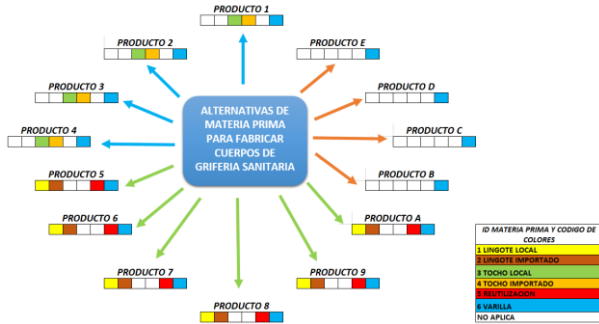 PRODUCTO 1
PRODUCTO 2
PRODUCTO E
PRODUCTO 3
PRODUCTO D
ALTERNATIVAS DE
MATERIA PRIMA
PARA FABRICAR
CUERPOS DE
GRIFERIA SANITARIA
PRODUCTO 4
PRODUCTO C
PRODUCTO 5
PRODUCTO B
PRODUCTO 6
PRODUCTO A
PRODUCTO 7
PRODUCTO 8
PRODUCTO 9
ID MATERIA PRIMA Y CODIGO DE
COLORES
1 LINGOTE LOCAL
2 LINGOTE IMPORTADO
3 TOCHO LOCAL
4 TOCHO IMPORTADO
5 REUTILIZACION
6 VARILLA
NO APLICA